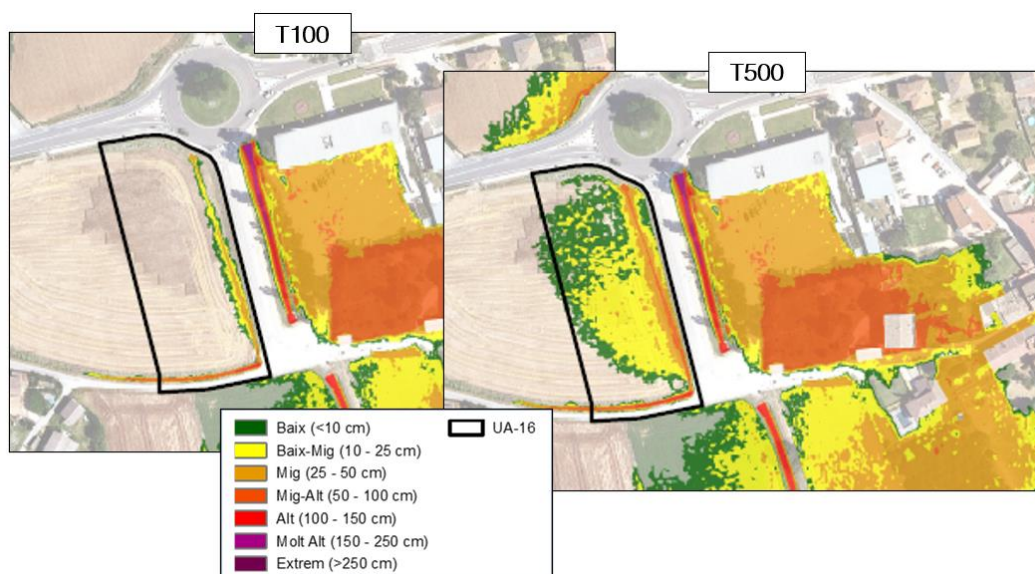 T100
T500
Baix (<10 cm)
Baix-Mig (10 - 25 cm)
Mig (25 - 50 cm)
Mig-Alt (50 - 100 cm)
Alt (100 - 150 cm)
Molt Alt (150 - 250 cm)
Extrem (>250 cm)
UA-16